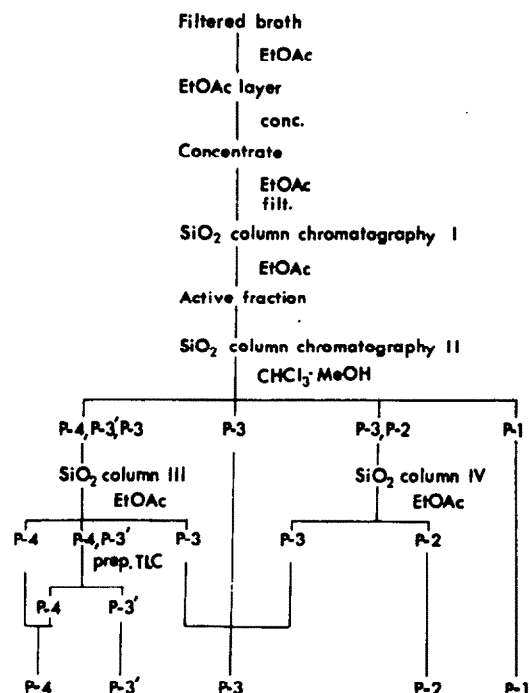 Filtered broth
EtOAc
EtOAc layer
conc.
Concentrate
EtOAc
filt.
SiO₂ column chromatography I
EtOAc
Active fraction
SiO₂ column chromatography II
CHCl₃-MeOH
P-4, P-3', P-3 P-3 P-3, P-2 P-1
SiO₂ column III SiO₂ column IV
EtOAc EtOAc
P-4 P-4, P-3' P-3 P-3 P-2
prep. TLC
P-4 P-3'
P-4 P-3' P-3 P-2 P-1